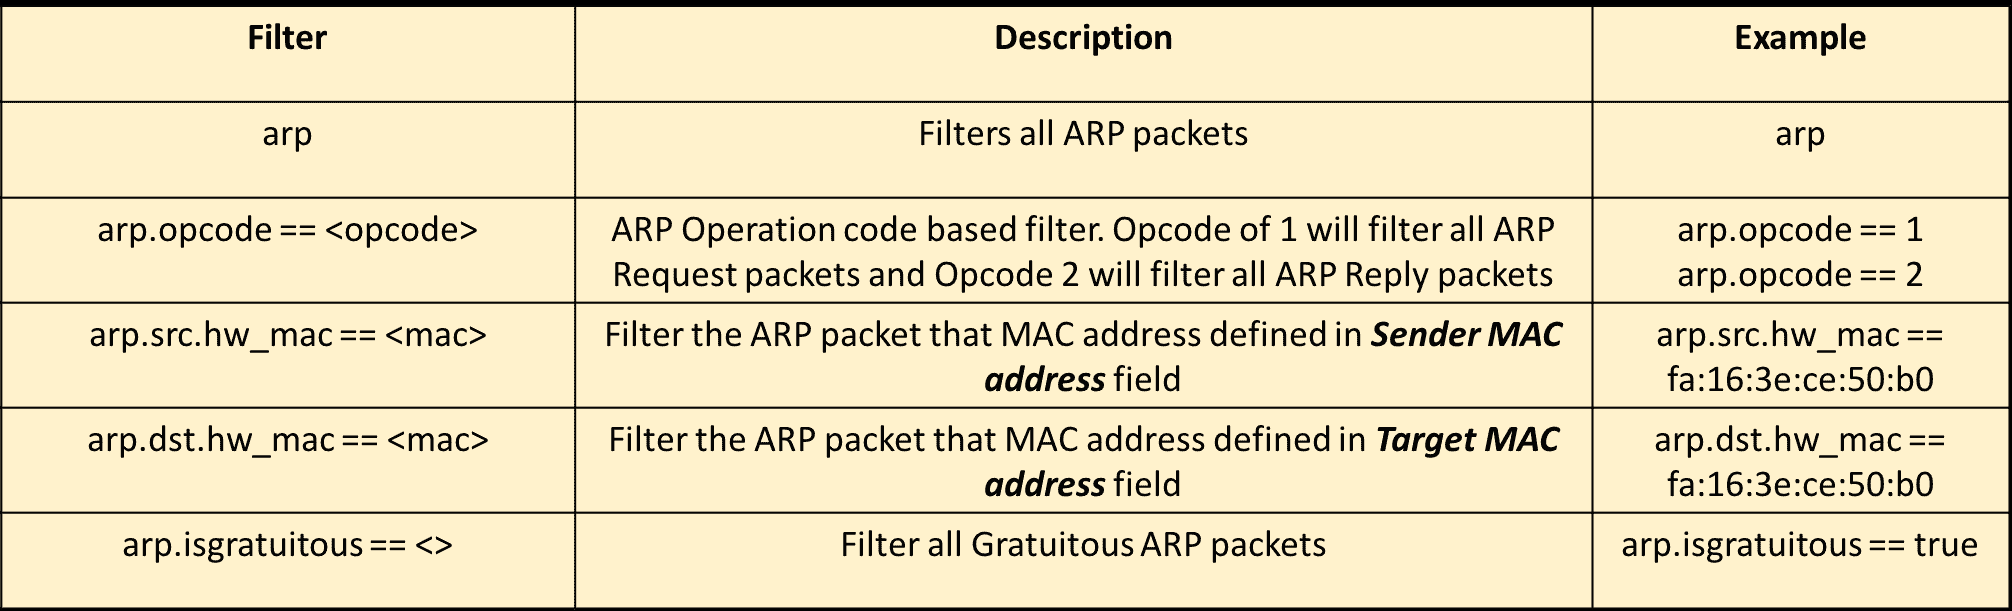 Filter
Description
Example
arp
Filters all ARP packets
arp
arp.opcode == <opcode>
ARP Operation code based filter. Opcode of 1 will filter all ARP
Request packets and Opcode 2 will filter all ARP Reply packets
arp.opcode == 1
arp.opcode == 2
arp.src.hw_mac == <mac>
Filter the ARP packet that MAC address defined in Sender MAC
address field
arp.src.hw_mac ==
fa:16:3e:ce:50:b0
arp.dst.hw_mac == <mac>
Filter the ARP packet that MAC address defined in Target MAC
address field
arp.dst.hw_mac ==
fa:16:3e:ce:50:b0
arp.isgratuitous == <>
Filter all Gratuitous ARP packets
arp.isgratuitous == true